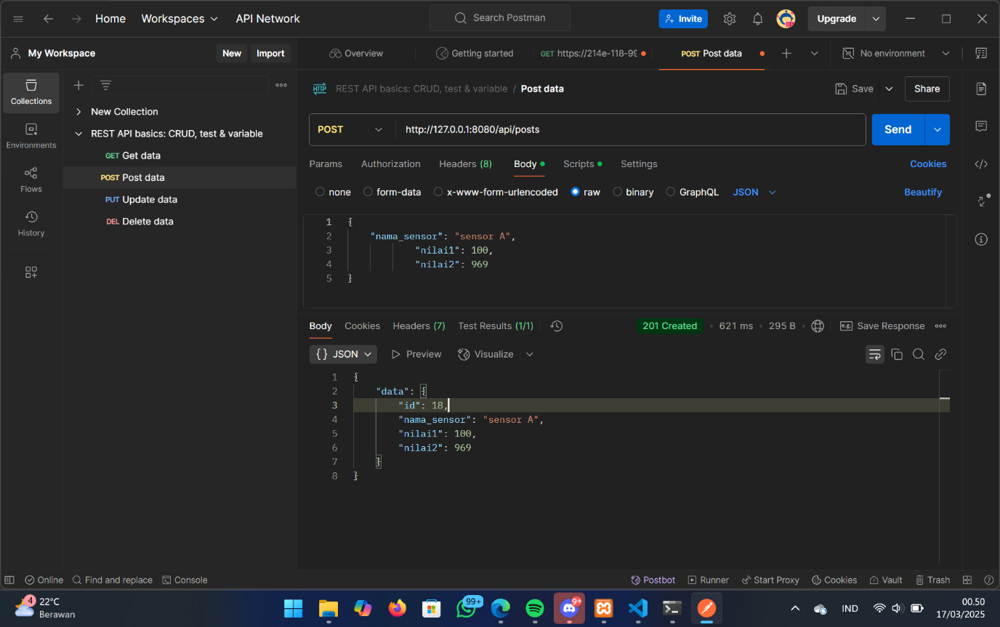 Home Workspaces API Network Search Postman Invite Upgrade
My Workspace New Import Overview Getting started GET https://214e-118-99 POST Post data No environment
Collections
Environments
Flows
History
New Collection
REST API basics: CRUD, test & variable
GET Get data
POST Post data
PUT Update data
DEL Delete data
HTTP REST API basics: CRUD, test & variable / Post data Save Share
POST http://127.0.0.1:8080/api/posts Send
Params Authorization Headers (8) Body Scripts Settings Cookies
none form-data x-www-form-urlencoded raw binary GraphQL JSON Beautify
1 {
2 "nama_sensor": "sensor A",
3 "nilai1": 100,
4 "nilai2": 969
5 }
Body Cookies Headers (7) Test Results (1/1) 201 Created 621 ms 295 B e.g. Save Response
{} JSON Preview Visualize
1 {
2 "data": {
3 "id": 18,
4 "nama_sensor": "sensor A",
5 "nilai1": 100,
6 "nilai2": 969
7 }
8 }
Online Find and replace Console Postbot Runner Start Proxy Cookies Vault Trash
4 22°C
Berawan
99+ 9+ IND
00.50
17/03/2025